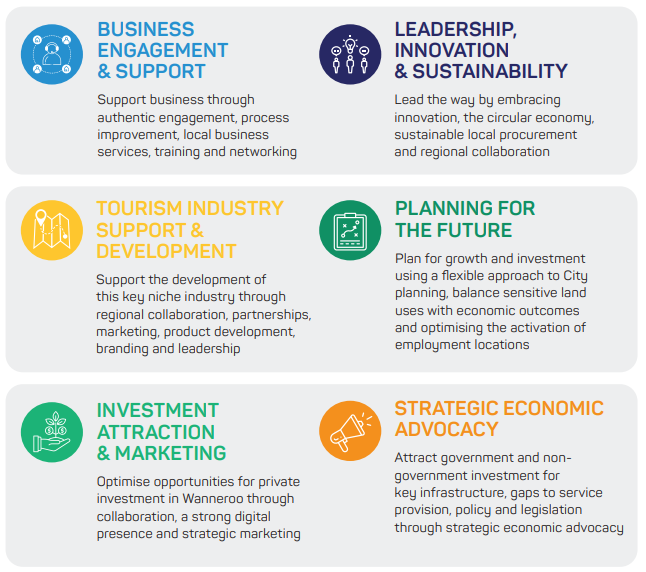 BUSINESS
ENGAGEMENT
& SUPPORT
Support business through
authentic engagement, process
improvement, local business
services, training and networking
LEADERSHIP,
INNOVATION
& SUSTAINABILITY
Lead the way by embracing
innovation, the circular economy,
sustainable local procurement
and regional collaboration
TOURISM INDUSTRY
SUPPORT &
DEVELOPMENT
Support the development of
this key niche industry through
regional collaboration, partnerships,
marketing, product development,
branding and leadership
PLANNING FOR
THE FUTURE
Plan for growth and investment
using a flexible approach to City
planning, balance sensitive land
uses with economic outcomes
and optimising the activation of
employment locations
INVESTMENT
ATTRACTION
& MARKETING
Optimise opportunities for private
investment in Wanneroo through
collaboration, a strong digital
presence and strategic marketing
STRATEGIC ECONOMIC
ADVOCACY
Attract government and non-
government investment for
key infrastructure, gaps to service
provision, policy and legislation
through strategic economic advocacy